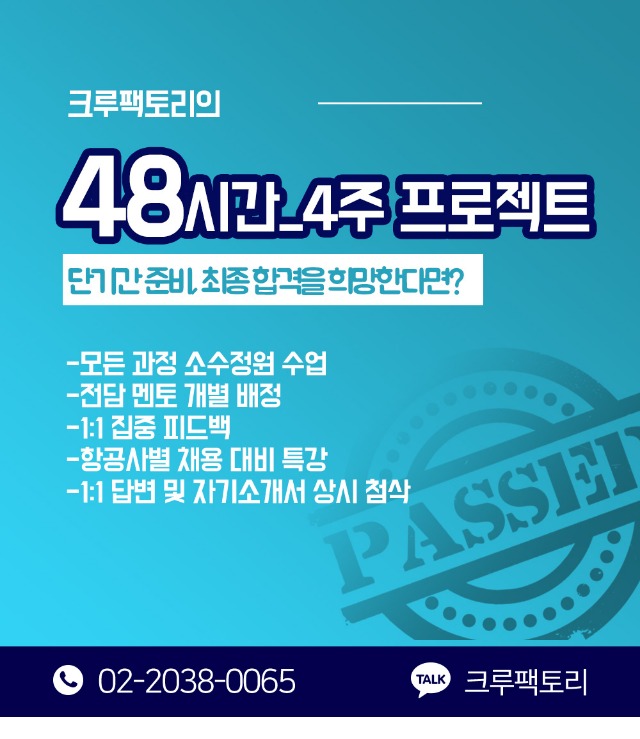 크루팩토리의
48시간_4주 프로젝트
단기간 준비, 최종 합격을 희망한다면?
-모든 과정 소수정원 수업
-전담 멘토 개별 배정
-1:1 집중 피드백
-항공사별 채용 대비 특강
-1:1 답변 및 자기소개서 상시 첨삭
PASSED
02-2038-0065
TALK 크루팩토리